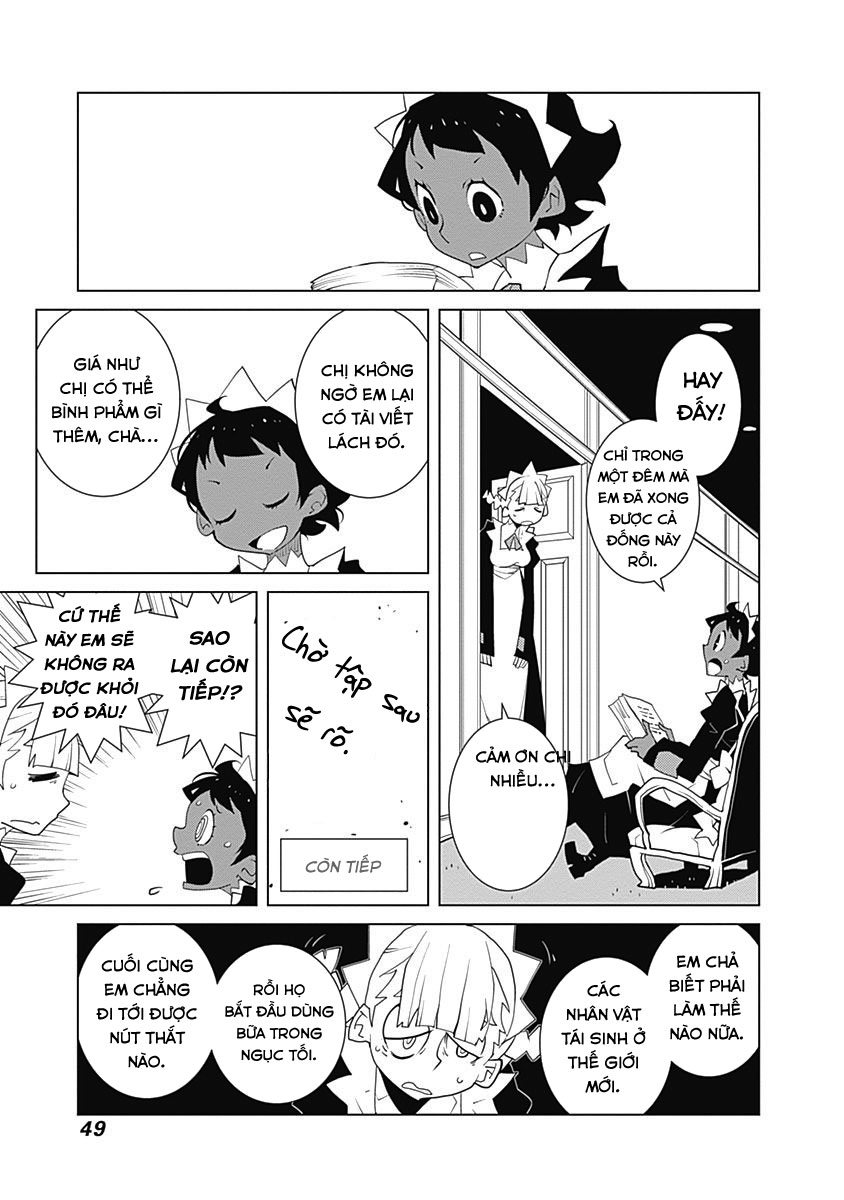 HAY
ĐẤY!
CHỈ TRONG
MỘT ĐÊM MÀ
EM ĐÃ XONG
ĐƯỢC CẢ
ĐỐNG NÀY
RỒI.
CẢM ƠN CHỊ
NHIỀU...
CHỊ KHÔNG
NGỜ EM LẠI
CÓ TÀI VIẾT
LÁCH ĐÓ.
GIÁ NHƯ
CHỊ CÓ THỂ
BÌNH PHẨM GÌ
THÊM, CHÀ...
Chờ tập sau
sẽ rõ.
CÒN TIẾP
SAO
LẠI CÒN
TIẾP!?
CỨ THẾ
NÀY EM SẼ
KHÔNG RA
ĐƯỢC KHỎI
ĐÓ ĐÂU!
EM CHẢ
BIẾT PHẢI
LÀM THẾ
NÀO NỮA.
CÁC
NHÂN VẬT
TÁI SINH Ở
THẾ GIỚI
MỚI.
RỒI HỌ
BẮT ĐẦU DÙNG
BỮA TRONG
NGỤC TỐI.
CUỐI CÙNG
EM CHẲNG
ĐI TỚI ĐƯỢC
NÚT THẮT
NÀO.
49